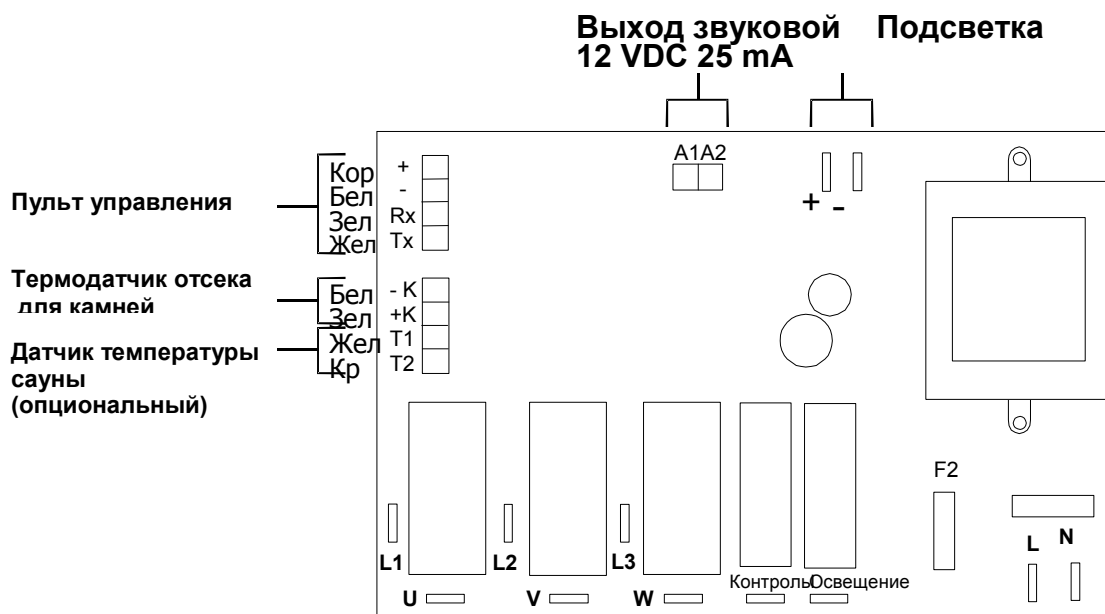 Выход звуковой Подсветка
12 VDC 25 mA
A1A2
+ -
Пульт управления
Кор +
Бел -
Зел Rx
Жел Tx
Термодатчик отсека
для камней
Бел - K
Зел +K
Датчик температуры
сауны
(опциональный)
Жел T1
Кр T2
F2
L1 L2 L3 L N
Контролы Освещение
U V W